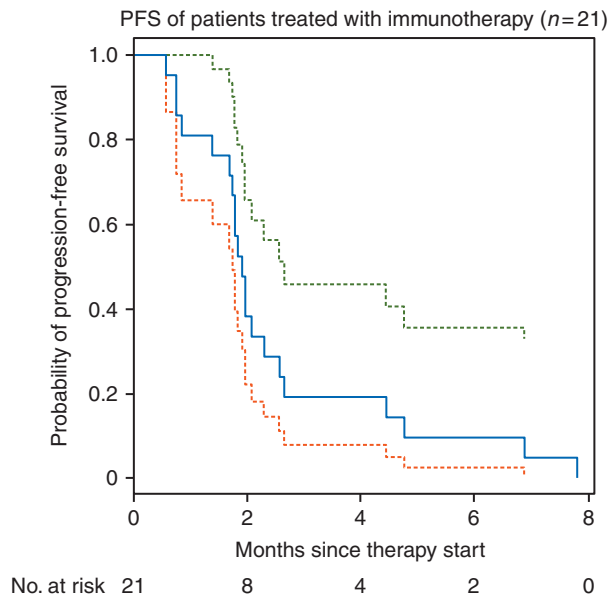 PFS of patients treated with immunotherapy (n=21)
1.0
0.8
0.6
0.4
0.2
0
Probability of progression-free survival
0 2 4 6 8
Months since therapy start
No. at risk 21 8 4 2 0